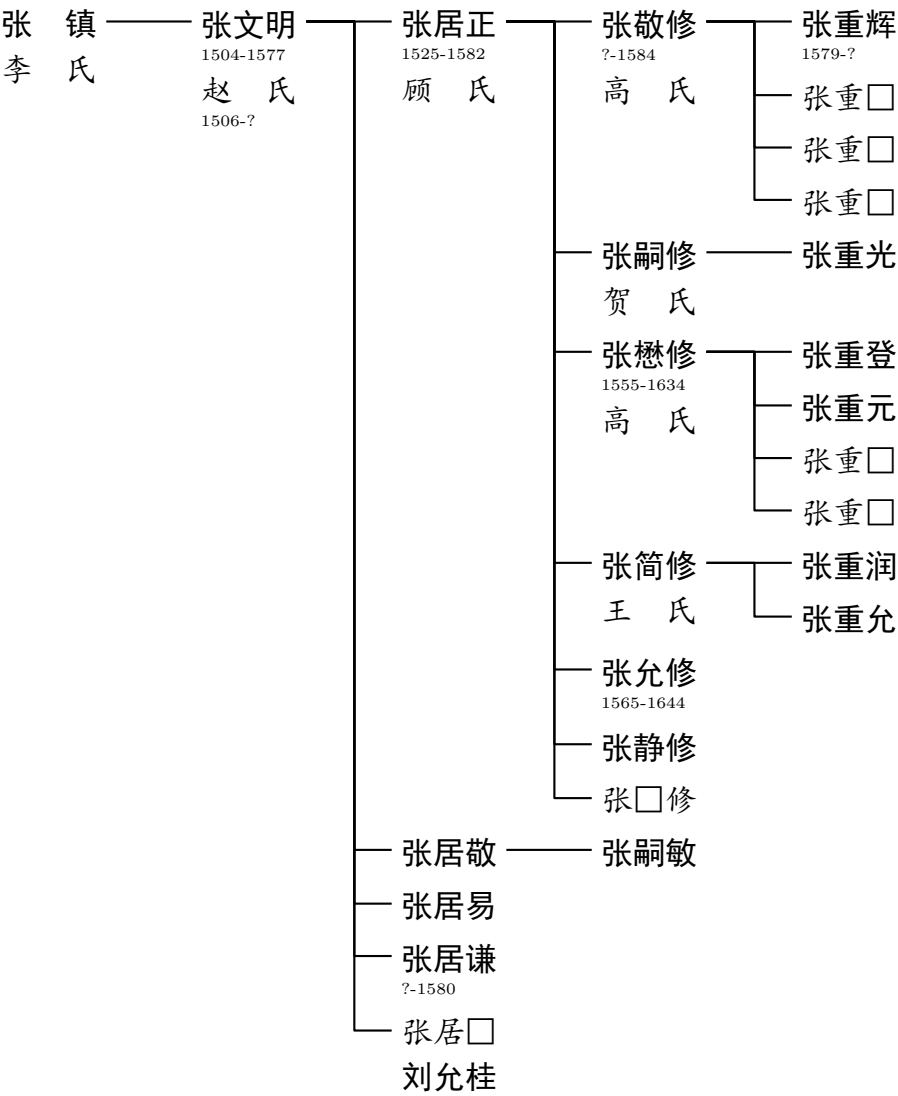 张　镇 张文明 张居正 张敬修 张重辉
1504-1577 1525-1582 ?-1584 1579-?
李　氏 赵　氏 顾　氏 高　氏 张重□
1506-?
张重□
张重□
张嗣修 张重光
贺　氏
张懋修 张重登
1555-1634
高　氏 张重元
张重□
张重□
张简修 张重润
王　氏 张重允
张允修
1565-1644
张静修
张□修
张居敬 张嗣敏
张居易
张居谦
?-1580
张居□
刘允桂